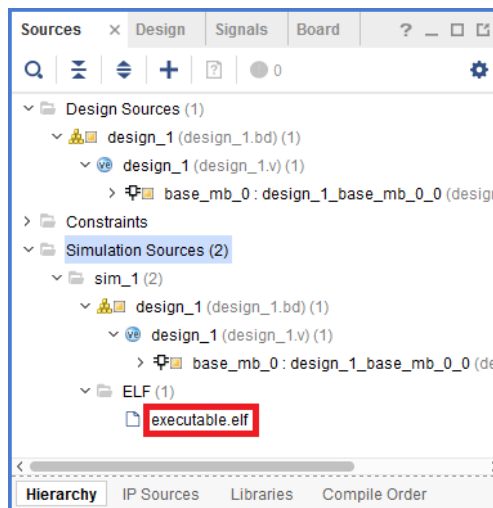 Sources × Design Signals Board ? _
0
Design Sources (1)
design_1 (design_1.bd) (1)
design_1 (design_1.v) (1)
base_mb_0 : design_1_base_mb_0_0 (desig
Constraints
Simulation Sources (2)
sim_1 (2)
design_1 (design_1.bd) (1)
design_1 (design_1.v) (1)
base_mb_0 : design_1_base_mb_0_0 (de
ELF (1)
executable.elf
Hierarchy IP Sources Libraries Compile Order